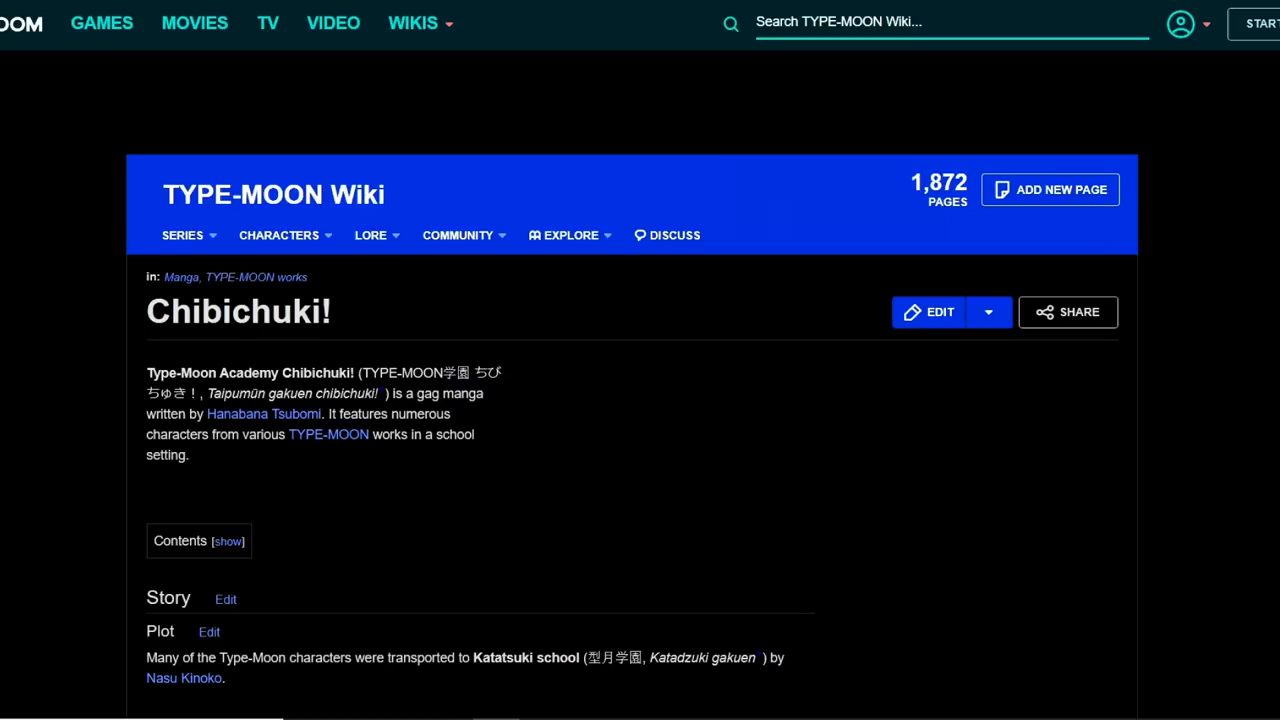 OOM GAMES MOVIES TV VIDEO WIKIS Search TYPE-MOON Wiki... START
TYPE-MOON Wiki
1,872
PAGES
ADD NEW PAGE
SERIES CHARACTERS LORE COMMUNITY EXPLORE DISCUSS
in: Manga, TYPE-MOON works
Chibichuki!
EDIT SHARE
Type-Moon Academy Chibichuki! (TYPE-MOON学園 ちび
ちゅき！, Taipumūn gakuen chibichuki! ) is a gag manga
written by Hanabana Tsubomi. It features numerous
characters from various TYPE-MOON works in a school
setting.
Contents [show]
Story Edit
Plot Edit
Many of the Type-Moon characters were transported to Katatsuki school (型月学園, Katadzuki gakuen ) by
Nasu Kinoko.